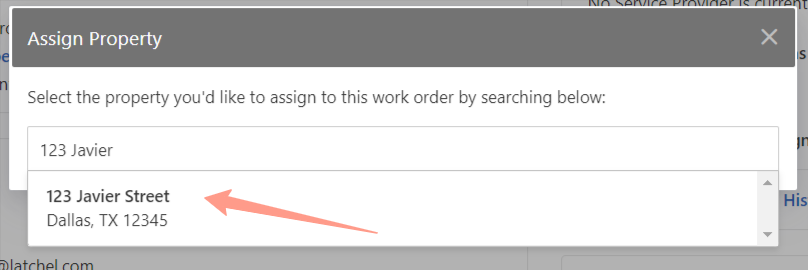 No Service Provider is current
Assign Property
Select the property you'd like to assign to this work order by searching below:
123 Javier
123 Javier Street
Dallas, TX 12345
His
@latchel.com